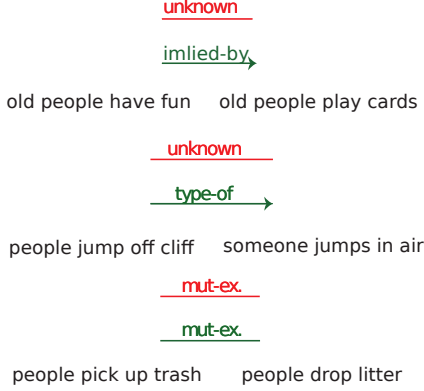 unknown
imlied-by
old people have fun old people play cards
unknown
type-of
people jump off cliff someone jumps in air
mut-ex.
mut-ex.
people pick up trash people drop litter